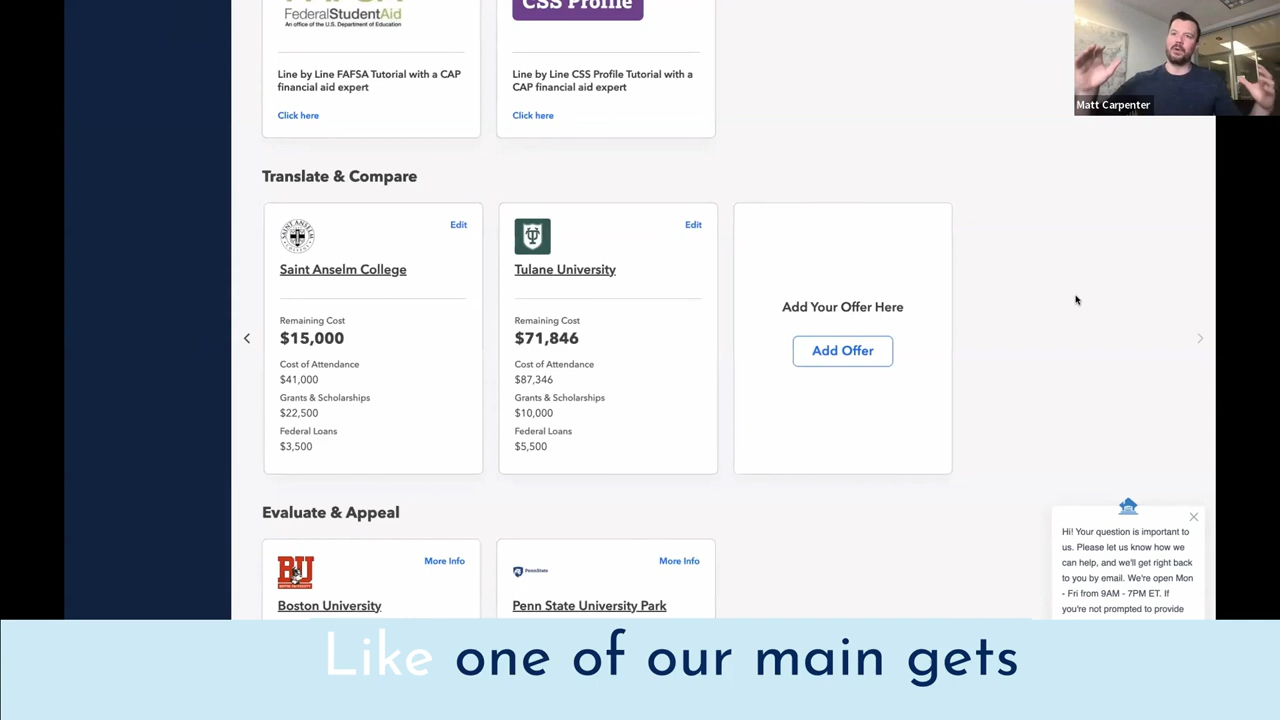 FederalStudentAid
An office of the U.S. Department of Education
CSS Profile
Matt Carpenter
Line by Line FAFSA Tutorial with a CAP
financial aid expert
Click here
Line by Line CSS Profile Tutorial with a
CAP financial aid expert
Click here
Translate & Compare
Edit
Saint Anselm College
Remaining Cost
$15,000
Cost of Attendance
$41,000
Grants & Scholarships
$22,500
Federal Loans
$3,500
Edit
Tulane University
Remaining Cost
$71,846
Cost of Attendance
$87,346
Grants & Scholarships
$10,000
Federal Loans
$5,500
Add Your Offer Here
Add Offer
Evaluate & Appeal
BU
More Info
Boston University
PennState
More Info
Penn State University Park
Hi! Your question is important to
us. Please let us know how we
can help, and we'll get right back
to you by email. We're open Mon
- Fri from 9AM - 7PM ET. If
you're not prompted to provide
Like one of our main gets